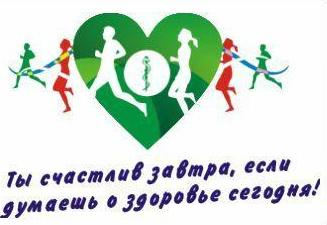 Ты счастлив завтра, если
думаешь о здоровье сегодня!